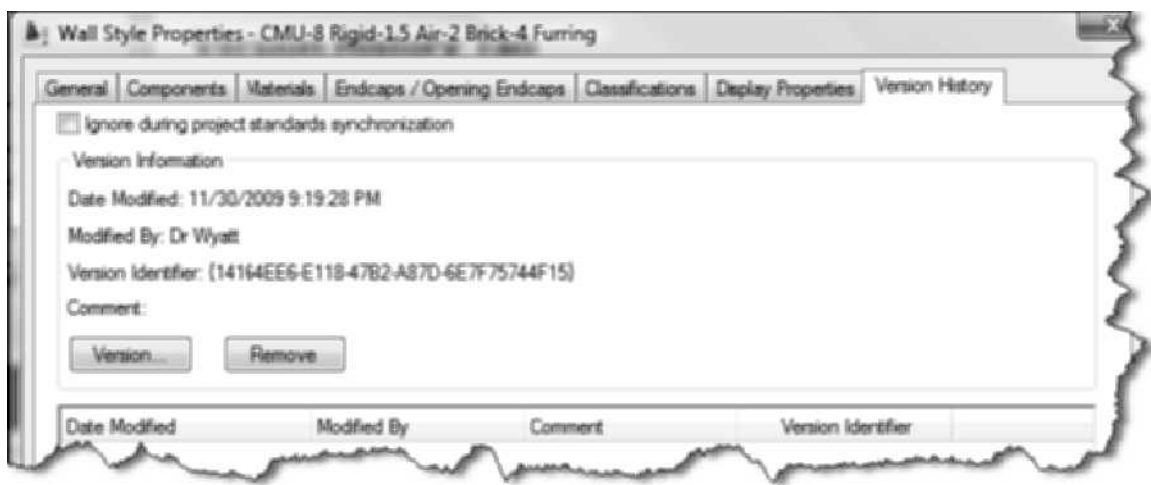 Wall Style Properties - CMU-8 Rigid-1.5 Air-2 Brick-4 Furring
General Components Materials Endcaps / Opening Endcaps Classifications Display Properties Version History
Ignore during project standards synchronization
Version Information
Date Modified: 11/30/2009 9:19:28 PM
Modified By: Dr Wyatt
Version Identifier: {14164EE6-E118-47B2-A87D-6E7F75744F15}
Comment:
Version... Remove
Date Modified Modified By Comment Version Identifier